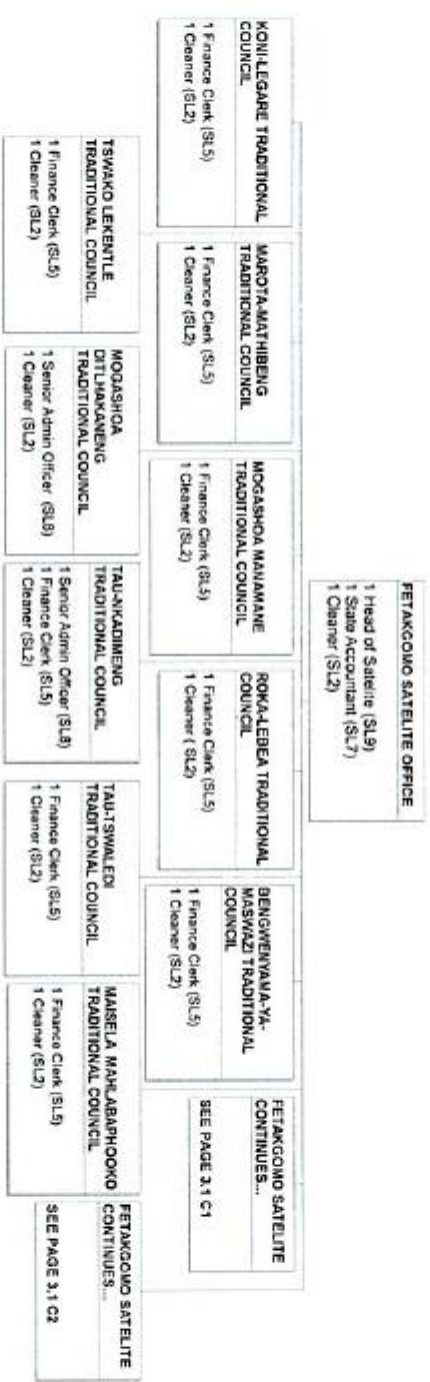 FETAKGOMO SATELITE OFFICE
1 Head of Satelite (SL9)
1 State Accountant (SL7)
1 Cleaner (SL2)
KONI-LEGARE TRADITIONAL
COUNCIL
1 Finance Clerk (SL5)
1 Cleaner (SL2)
MAROTA-MATHIBENG
TRADITIONAL COUNCIL
1 Finance Clerk (SL5)
1 Cleaner (SL2)
MOGASHOA MANAMANE
TRADITIONAL COUNCIL
1 Finance Clerk (SL5)
1 Cleaner (SL2)
ROKA-LEBEA TRADITIONAL
COUNCIL
1 Finance Clerk (SL5)
1 Cleaner ( SL2)
BENGWENYAMA-YA-
MASWAZI TRADITIONAL
COUNCIL
1 Finance Clerk (SL5)
1 Cleaner (SL2)
FETAKGOMO SATELITE
CONTINUES...
SEE PAGE 3.1 C1
TSWAKO LEKENTLE
TRADITIONAL COUNCIL
1 Finance Clerk (SL5)
1 Cleaner (SL2)
MOGASHOA
DITLHAKANENG
TRADITIONAL COUNCIL
1 Senior Admin Officer (SL8)
1 Cleaner (SL2)
TAU-NKADIMENG
TRADITIONAL COUNCIL
1 Senior Admin Officer (SL8)
1 Finance Clerk (SL5)
1 Cleaner (SL2)
TAU-TSWALEDI
TRADITIONAL COUNCIL
1 Finance Clerk (SL5)
1 Cleaner (SL2)
MAISELA MAHLABAPHOOKO
TRADITIONAL COUNCIL
1 Finance Clerk (SL5)
1 Cleaner (SL2)
FETAKGOMO SATELITE
CONTINUES...
SEE PAGE 3.1 C2